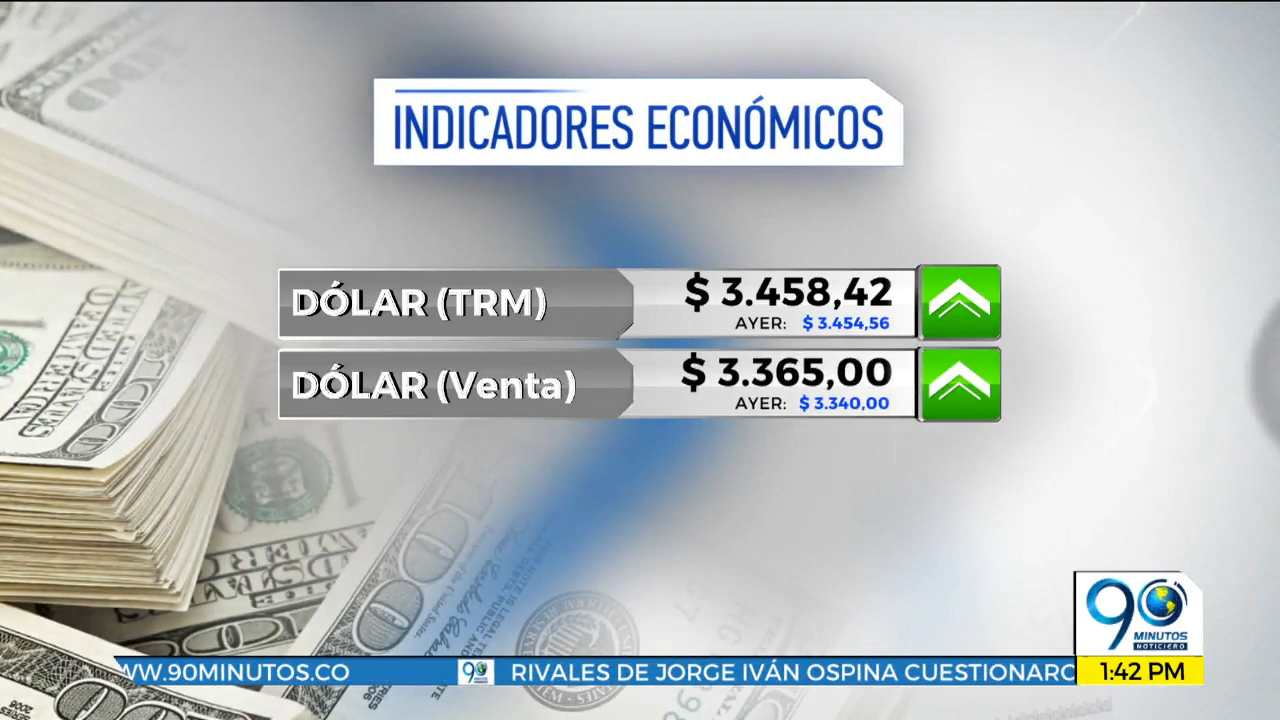 INDICADORES ECONÓMICOS
DÓLAR (TRM)
$ 3.458,42
AYER: $ 3.454,56
DÓLAR (Venta)
$ 3.365,00
AYER: $ 3.340,00
90
MINUTOS
NOTICIERO
WWW.90MINUTOS.CO
RIVALES DE JORGE IVÁN OSPINA CUESTIONARO
1:42 PM